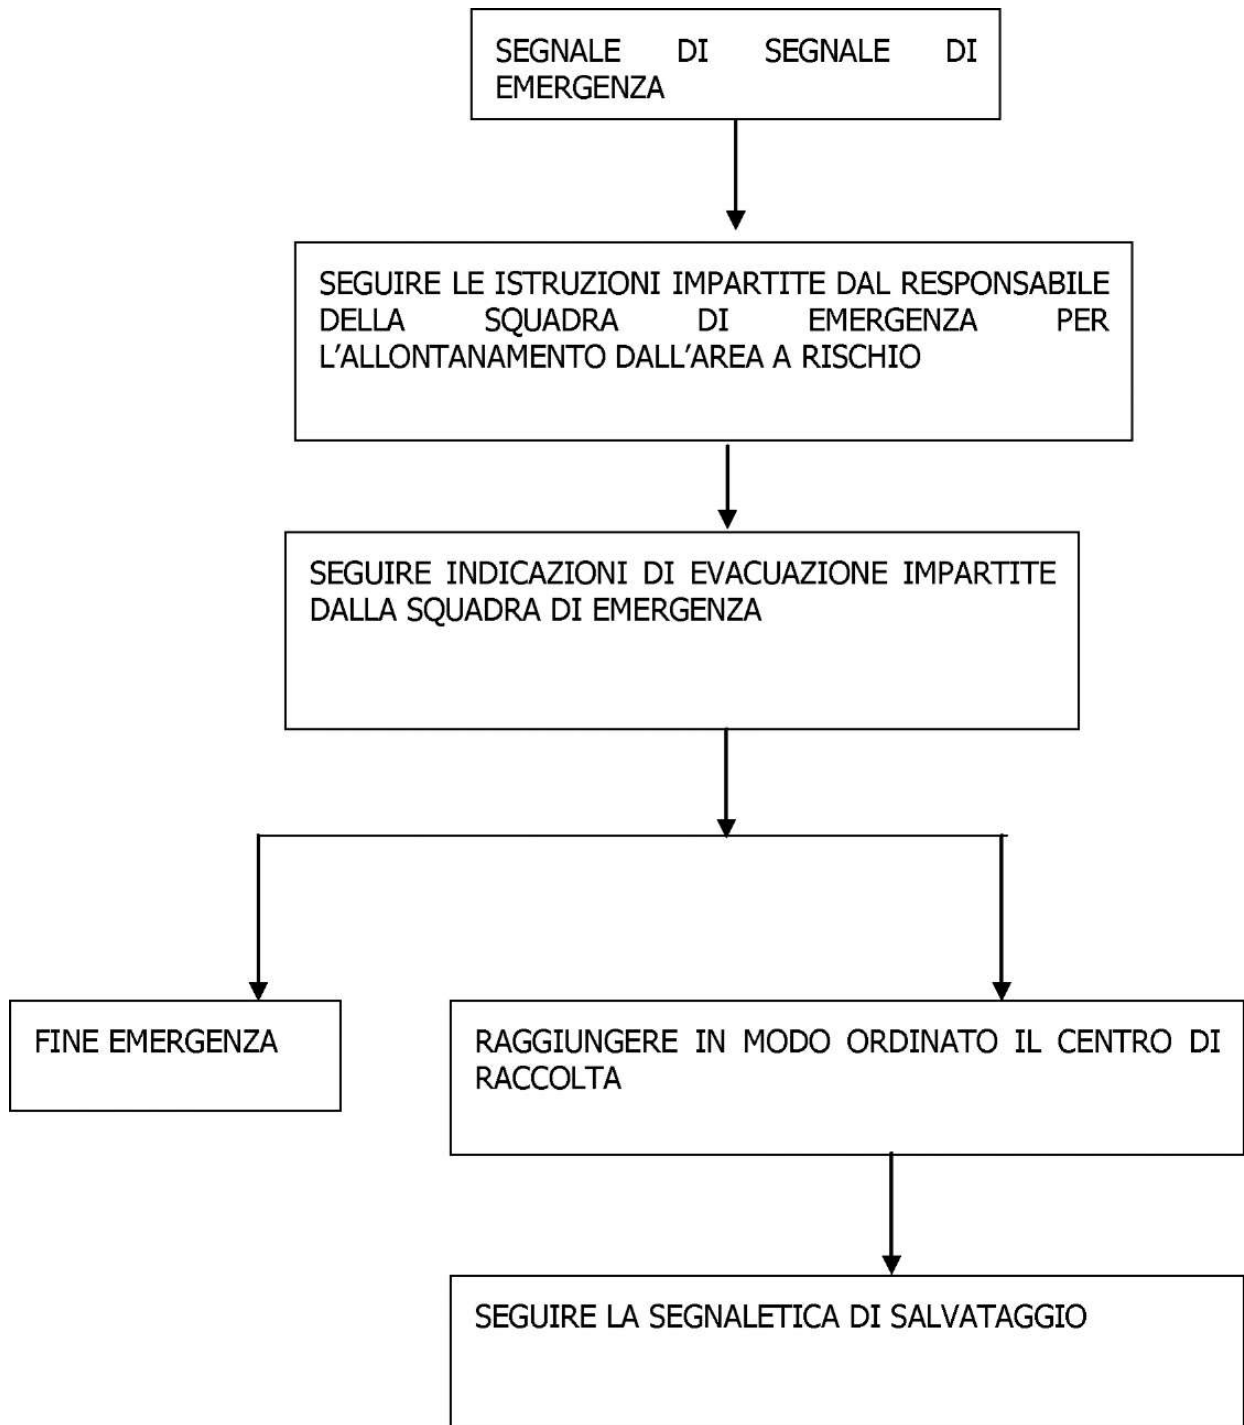 SEGNALE DI SEGNALE DI
EMERGENZA
SEGUIRE LE ISTRUZIONI IMPARTITE DAL RESPONSABILE
DELLA SQUADRA DI EMERGENZA PER
L'ALLONTANAMENTO DALL'AREA A RISCHIO
SEGUIRE INDICAZIONI DI EVACUAZIONE IMPARTITE
DALLA SQUADRA DI EMERGENZA
FINE EMERGENZA
RAGGIUNGERE IN MODO ORDINATO IL CENTRO DI
RACCOLTA
SEGUIRE LA SEGNALETICA DI SALVATAGGIO